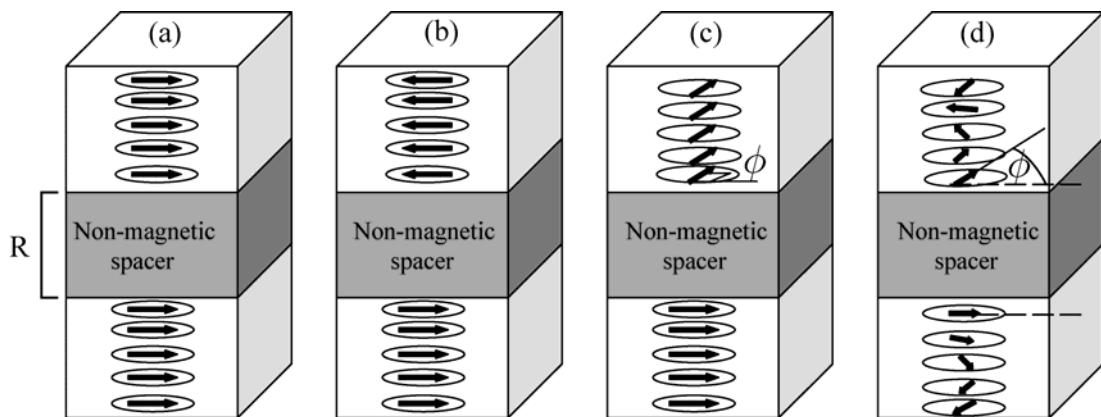 (a)
(b)
(c)
(d)
ϕ
ϕ
R
Non-magnetic
spacer
Non-magnetic
spacer
Non-magnetic
spacer
Non-magnetic
spacer